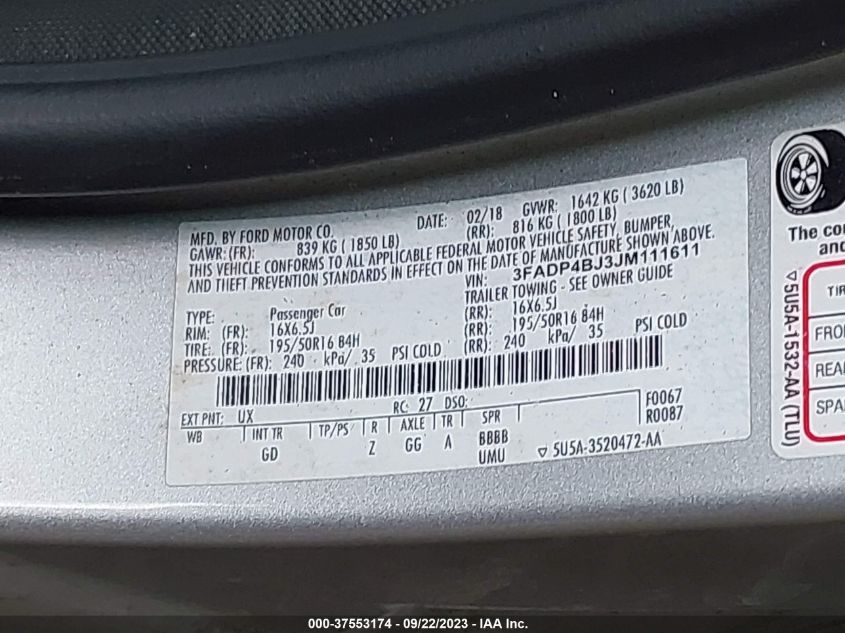 MFD. BY FORD MOTOR CO. DATE: 02/18 GVWR: 1642 KG ( 3620 LB)
GAWR: (FR): 839 KG ( 1850 LB) (RR): 816 KG ( 1800 LB)
THIS VEHICLE CONFORMS TO ALL APPLICABLE FEDERAL MOTOR VEHICLE SAFETY, BUMPER,
AND THEFT PREVENTION STANDARDS IN EFFECT ON THE DATE OF MANUFACTURE SHOWN ABOVE.
VIN: 3FADP4BJ3JM111611
TYPE: Passenger Car TRAILER TOWING - SEE OWNER GUIDE
RIM: (FR): 16X6.5J (RR): 16X6.5J
TIRE: (FR): 195/50R16 84H (RR): 195/50R16 84H
PRESSURE: (FR): 240 kPa/ 35 PSI COLD (RR): 240 kPa/ 35 PSI COLD
EXT PNT: UX RC: 27 DSO: F0067
R0087
WB INT TR TP/PS R AXLE TR SPR
GD Z GG A BBBB
UMU
▽ 5U5A-3520472-AA
The con
and
▽5U5A-1532-AA (TLU)
TIR
FRO
REA
SPA
000-37553174 - 09/22/2023 - IAA Inc.